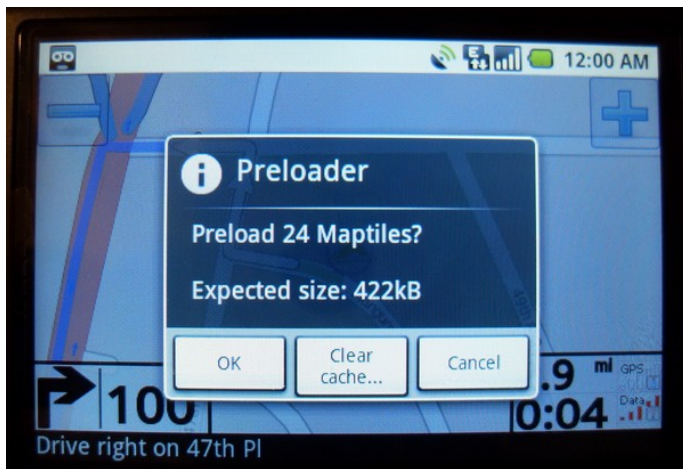 12:00 AM
Preloader
Preload 24 Maptiles?
Expected size: 422kB
OK
Clear
cache...
Cancel
100
.9 mi GPS
0:04 Data
Drive right on 47th Pl